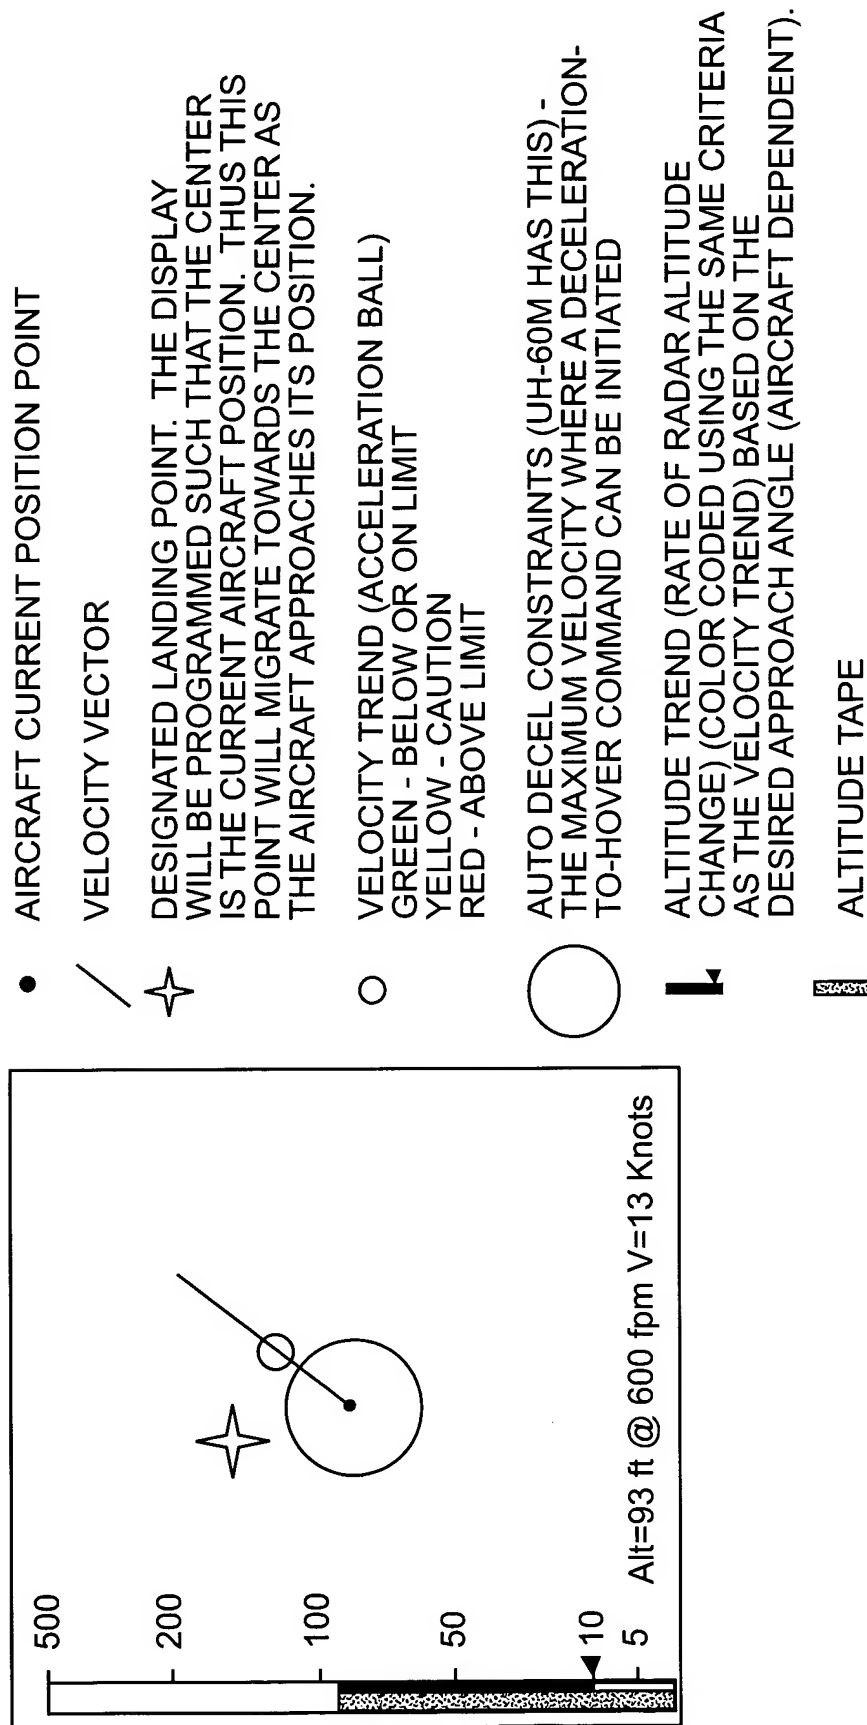 500
200
100
50
10
5
Alt=93 ft @ 600 fpm V=13 Knots
AIRCRAFT CURRENT POSITION POINT
VELOCITY VECTOR
DESIGNATED LANDING POINT. THE DISPLAY
WILL BE PROGRAMMED SUCH THAT THE CENTER
IS THE CURRENT AIRCRAFT POSITION. THUS THIS
POINT WILL MIGRATE TOWARDS THE CENTER AS
THE AIRCRAFT APPROACHES ITS POSITION.
VELOCITY TREND (ACCELERATION BALL)
GREEN - BELOW OR ON LIMIT
YELLOW - CAUTION
RED - ABOVE LIMIT
AUTO DECEL CONSTRAINTS (UH-60M HAS THIS) -
THE MAXIMUM VELOCITY WHERE A DECELERATION-
TO-HOVER COMMAND CAN BE INITIATED
ALTITUDE TREND (RATE OF RADAR ALTITUDE
CHANGE) (COLOR CODED USING THE SAME CRITERIA
AS THE VELOCITY TREND) BASED ON THE
DESIRED APPROACH ANGLE (AIRCRAFT DEPENDENT).
ALTITUDE TAPE